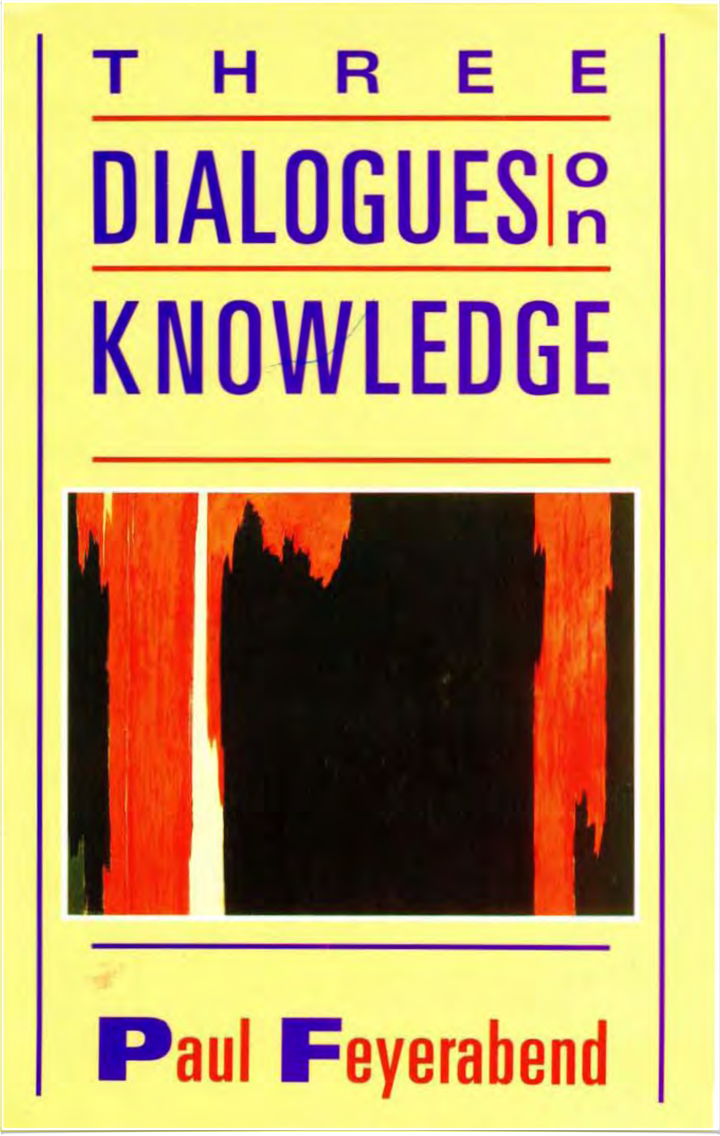 THREE
DIALOGUES on
KNOWLEDGE
Paul Feyerabend